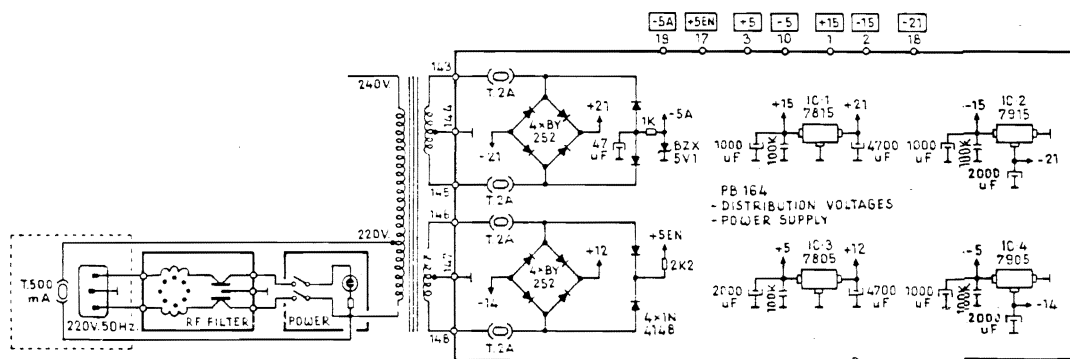 -5A +5EN +5 -5 +15 -15 -21
19 17 3 10 1 2 18
240V.
143
T.2A
144
4×BY
252
+21
-21
47
uF
1K
-5A
BZX
5V1
145
T.2A
+15
IC-1
7815
+21
1000
uF
100K
4700
uF
-15
IC-2
7915
1000
uF
100K
-21
2000
uF
PB 164
- DISTRIBUTION VOLTAGES
- POWER SUPPLY
220V.
146
T.2A
147
4×BY
252
+12
-14
+5EN
2K2
4×1N
4148
148
T.2A
+5
IC-3
7805
+12
2000
uF
100K
4700
uF
-5
IC-4
7905
1000
uF
100K
-14
2000
uF
T.500
mA
220V.50Hz.
RF FILTER
POWER